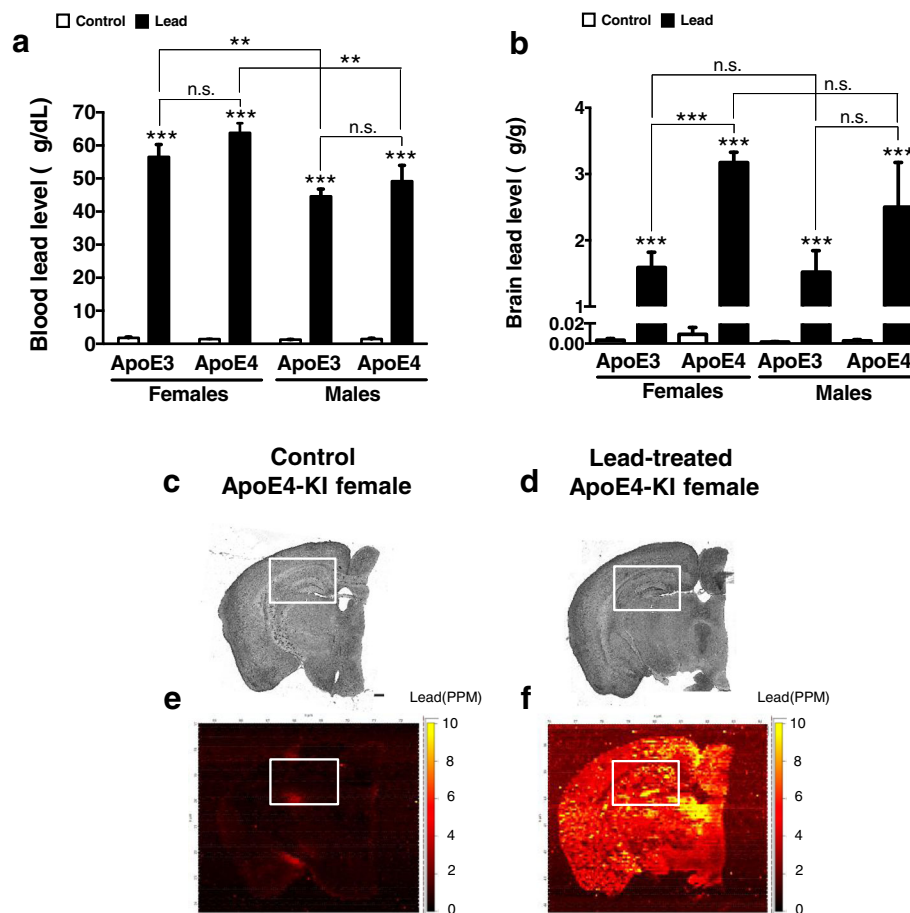 Control Lead
a
**
**
n.s.
n.s.
***
***
***
***
Blood lead level ( g/dL)
70
60
50
40
30
20
10
0
ApoE3 ApoE4 ApoE3 ApoE4
Females Males
Control Lead
b
n.s.
n.s.
***
n.s.
***
***
***
***
Brain lead level ( g/g)
4
3
2
1
0.02
0.00
ApoE3 ApoE4 ApoE3 ApoE4
Females Males
c
Control
ApoE4-KI female
d
Lead-treated
ApoE4-KI female
e
Lead(PPM)
10
8
6
4
2
0
f
Lead(PPM)
10
8
6
4
2
0